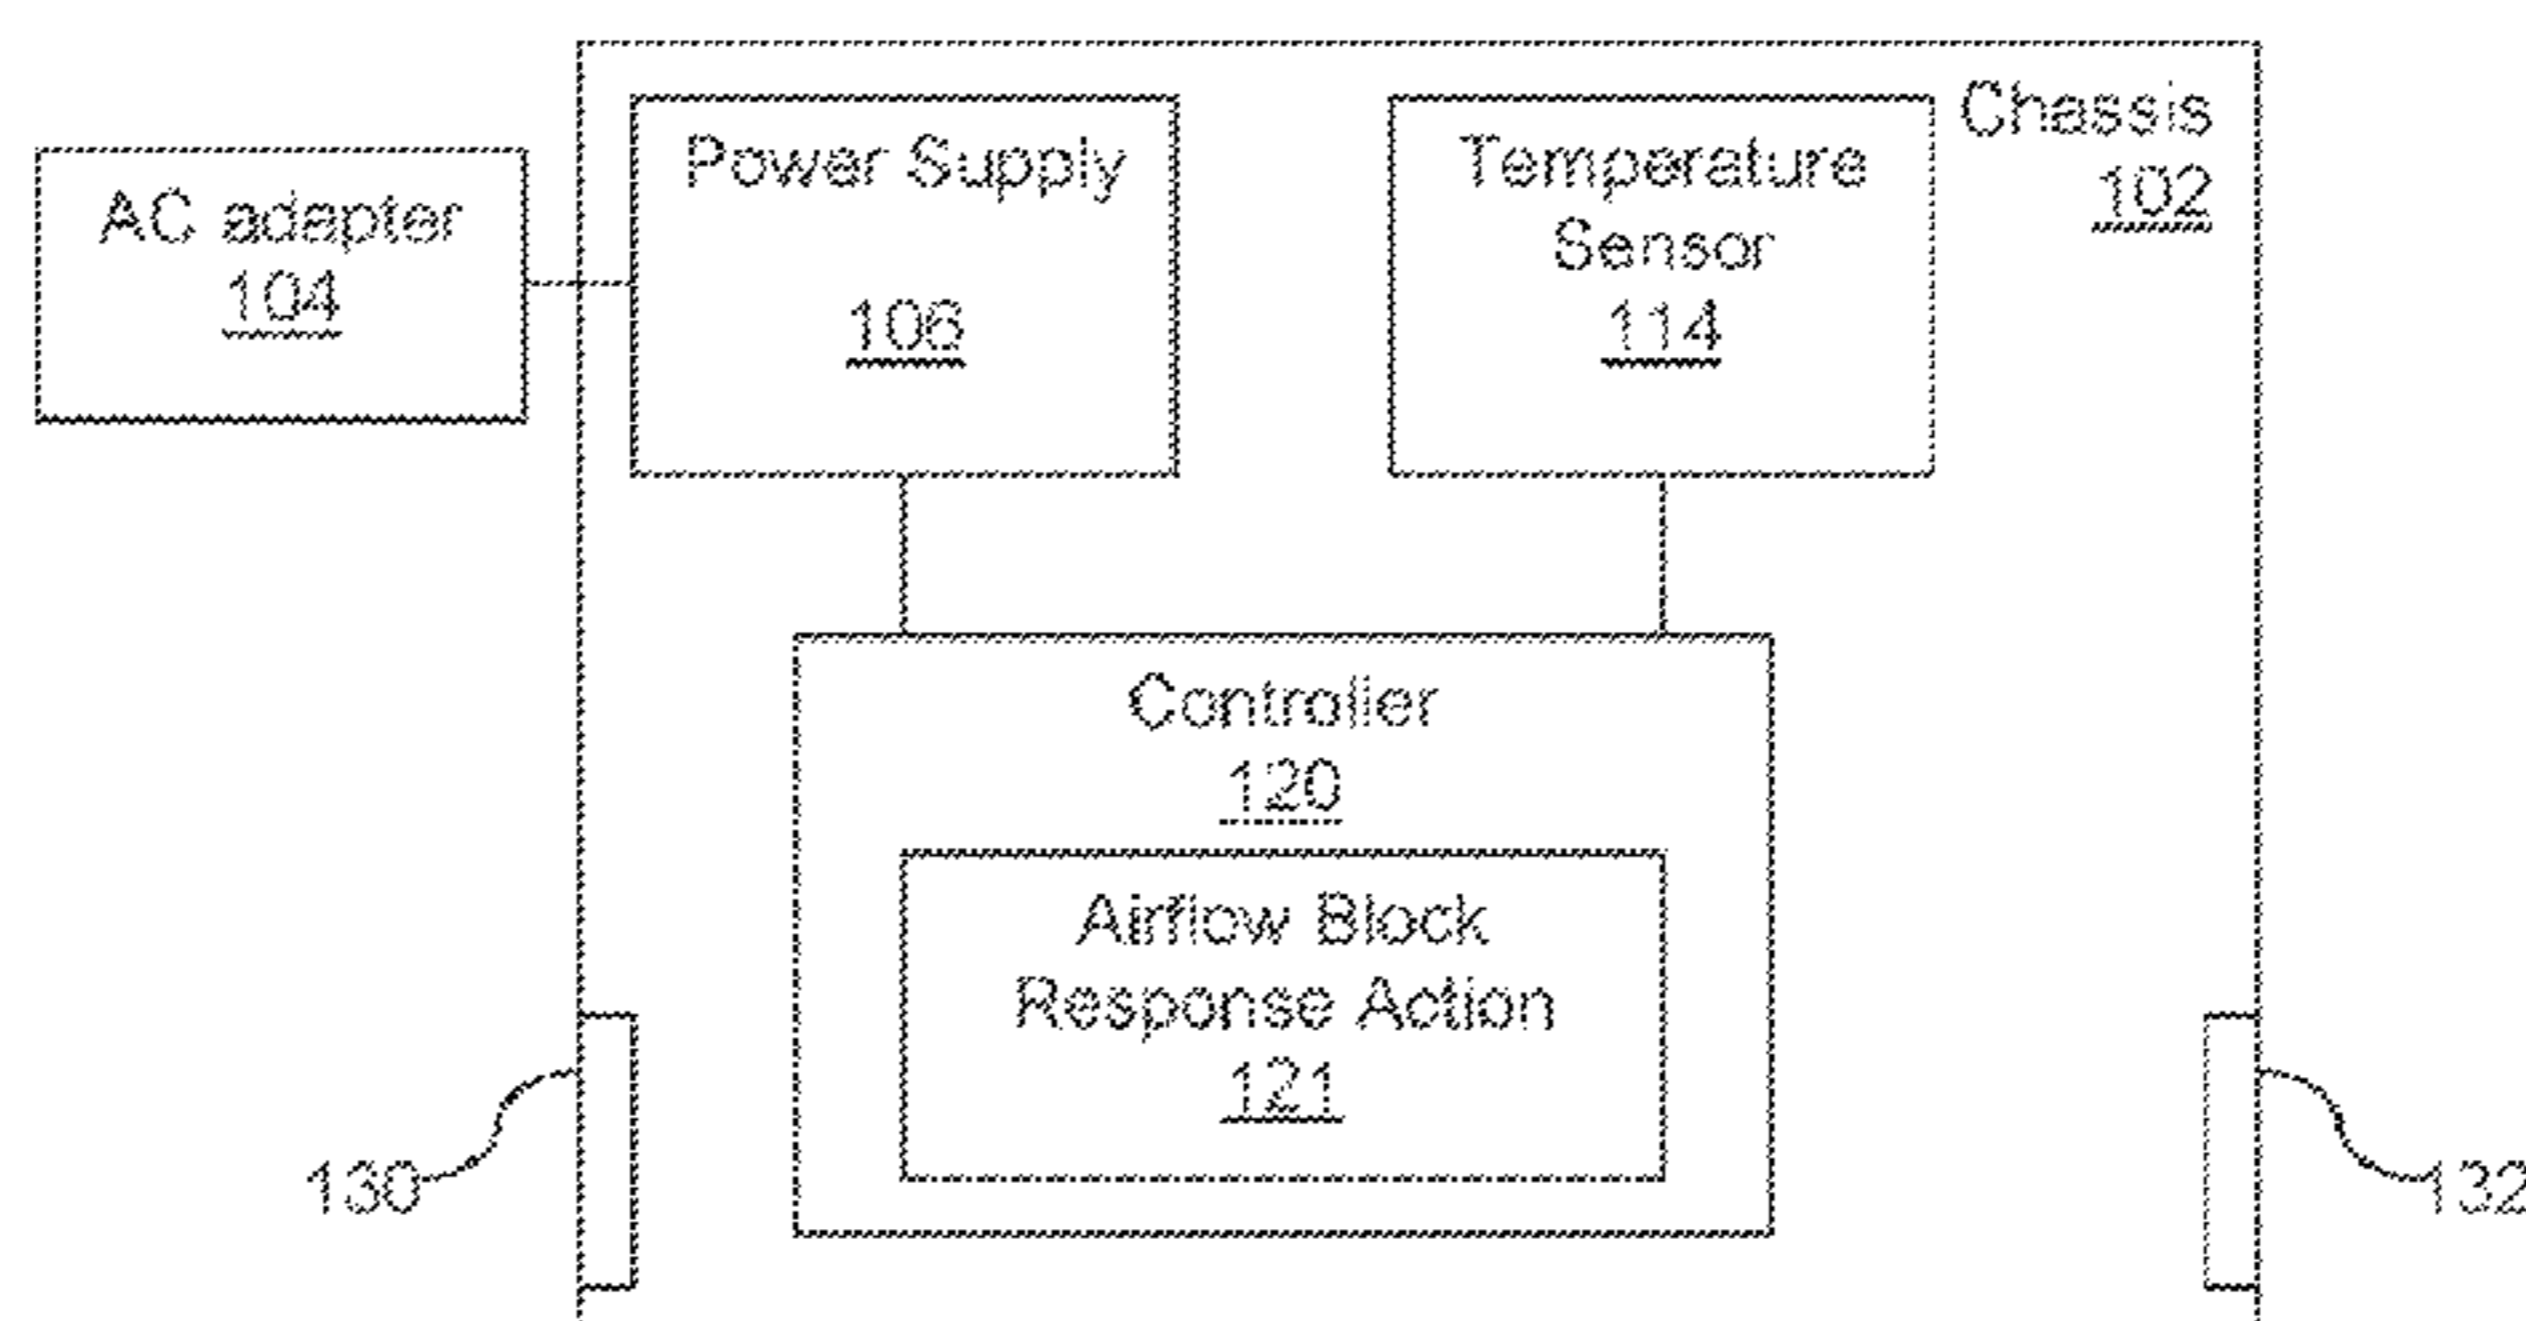 Chassis
102
AC adapter
104
Power Supply
106
Temperature
Sensor
114
Controller
120
Airflow Block
Response Action
121
130
132